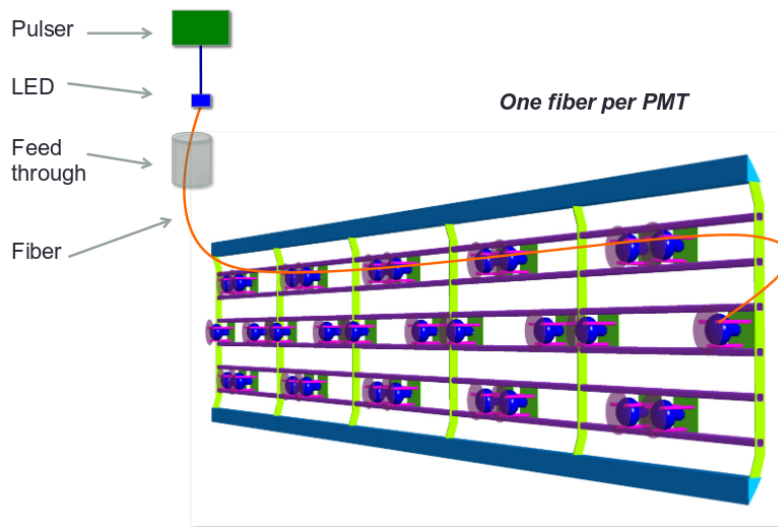 Pulser
LED
One fiber per PMT
Feed
through
Fiber